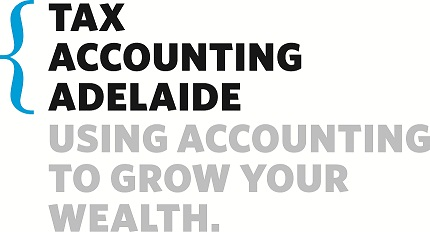 TAX
ACCOUNTING
ADELAIDE
USING ACCOUNTING
TO GROW YOUR
WEALTH.